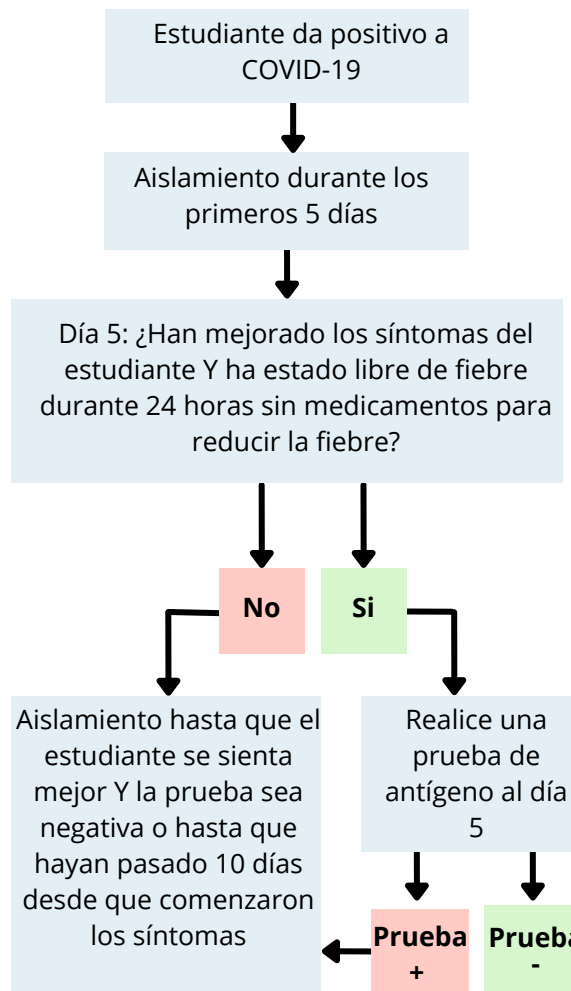 Estudiante da positivo a
COVID-19
Aislamiento durante los
primeros 5 días
Día 5: ¿Han mejorado los síntomas del
estudiante Y ha estado libre de fiebre
durante 24 horas sin medicamentos para
reducir la fiebre?
No
Si
Aislamiento hasta que el
estudiante se sienta
mejor Y la prueba sea
negativa o hasta que
hayan pasado 10 días
desde que comenzaron
los síntomas
Realice una
prueba de
antígeno al día
5
Prueba
+
Prueba
-